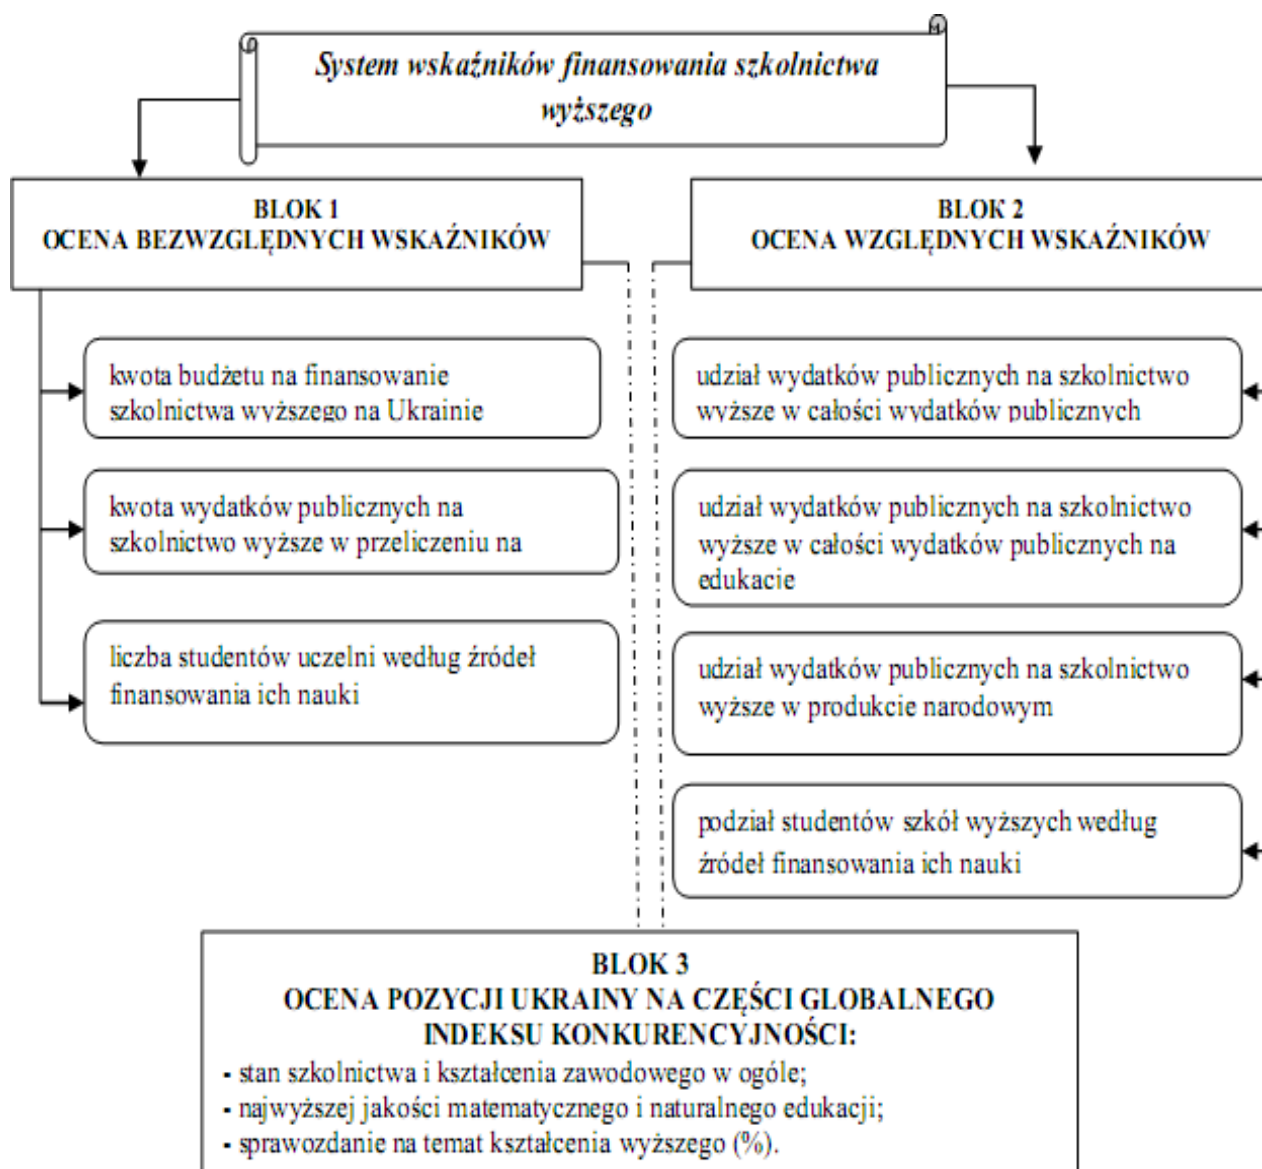 System wskaźników finansowania szkolnictwa
wyższego
BLOK 1
OCENA BEZWZGLĘDNYCH WSKAŹNIKÓW
BLOK 2
OCENA WZGLĘDNYCH WSKAŹNIKÓW
kwota budżetu na finansowanie
szkolnictwa wyższego na Ukrainie
kwota wydatków publicznych na
szkolnictwo wyższe w przeliczeniu na
liczba studentów uczelni według źródeł
finansowania ich nauki
udział wydatków publicznych na szkolnictwo
wyższe w całości wydatków publicznych
udział wydatków publicznych na szkolnictwo
wyższe w całości wydatków publicznych na
edukacie
udział wydatków publicznych na szkolnictwo
wyższe w produkcie narodowym
podział studentów szkół wyższych według
źródeł finansowania ich nauki
BLOK 3
OCENA POZYCJI UKRAINY NA CZĘŚCI GLOBALNEGO
INDEKSU KONKURENCYJNOŚCI:
- stan szkolnictwa i kształcenia zawodowego w ogóle;
- najwyższej jakości matematycznego i naturalnego edukacji;
- sprawozdanie na temat kształcenia wyższego (%).